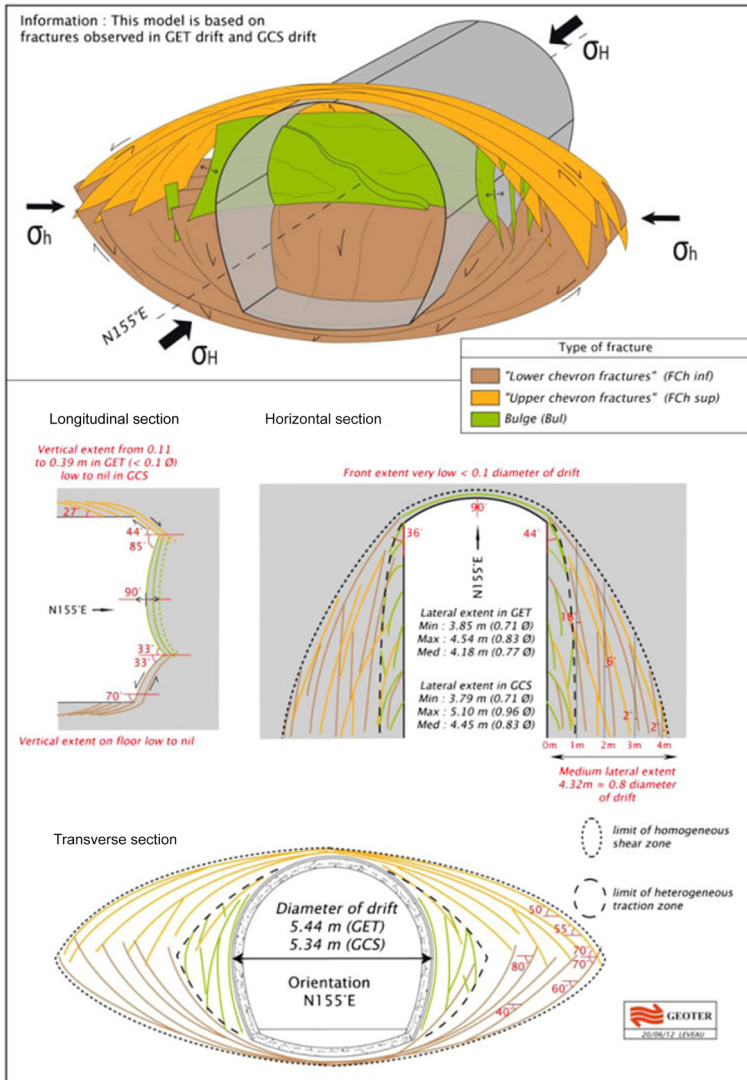 Information : This model is based on
fractures observed in GET drift and GCS drift
σH
σh
σh
N155°E
σH
Type of fracture
"Lower chevron fractures" (FCh inf)
"Upper chevron fractures" (FCh sup)
Bulge (Bul)
Longitudinal section
Horizontal section
Vertical extent from 0.11
to 0.39 m in GET (< 0.1 Ø)
low to nil in GCS
27°
44°
85°
90°
N155°E
33°
33°
70°
Vertical extent on floor low to nil
Front extent very low < 0.1 diameter of drift
90°
36°
44°
N155°E
Lateral extent in GET
Min : 3.85 m (0.71 Ø)
Max : 4.54 m (0.83 Ø)
Med : 4.18 m (0.77 Ø)
Lateral extent in GCS
Min : 3.79 m (0.71 Ø)
Max : 5.10 m (0.96 Ø)
Med : 4.45 m (0.83 Ø)
18°
6°
2°
2°
0m 1m 2m 3m 4m
Medium lateral extent
4.32m ≈ 0.8 diameter
of drift
Transverse section
limit of homogeneous
shear zone
limit of heterogeneous
traction zone
Diameter of drift
5.44 m (GET)
5.34 m (GCS)
Orientation
N155°E
50°
55°
70°
70°
80°
60°
40°
GEOTER
20/06/12 LEVEAU